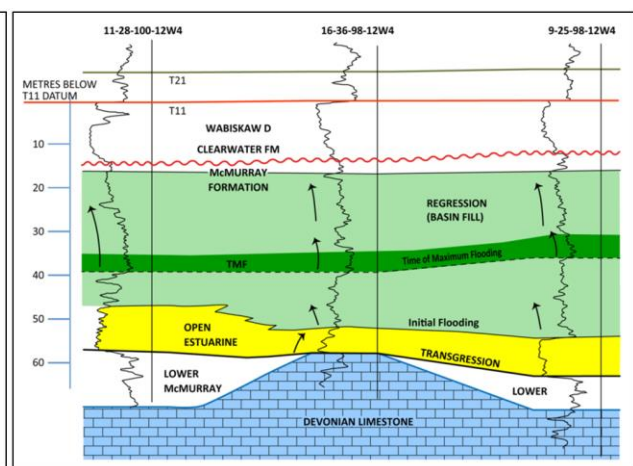 11-28-100-12W4 16-36-98-12W4 9-25-98-12W4
T21
METRES BELOW
T11 DATUM
T11
WABISKAW D
10
CLEARWATER FM
McMURRAY
FORMATION
20
REGRESSION
(BASIN FILL)
30
TMF
Time of Maximum Flooding
40
50
OPEN
ESTUARINE
Initial Flooding
TRANSGRESSION
60
LOWER
McMURRAY
LOWER
DEVONIAN LIMESTONE